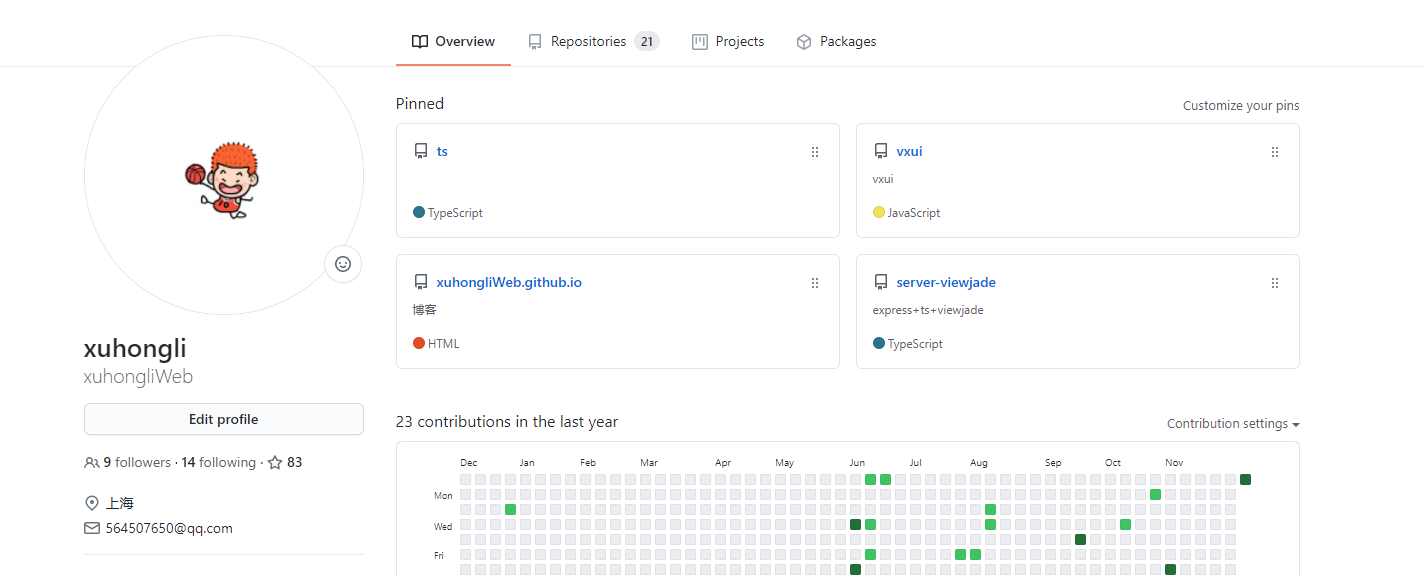 Overview Repositories 21 Projects Packages
Pinned Customize your pins
ts
TypeScript
vxui
vxui
JavaScript
xuhongliWeb.github.io
博客
HTML
server-viewjade
express+ts+viewjade
TypeScript
xuhongli
xuhongliWeb
Edit profile
9 followers · 14 following · 83
上海
564507650@qq.com
23 contributions in the last year Contribution settings
Dec Jan Feb Mar Apr May Jun Jul Aug Sep Oct Nov
Mon
Wed
Fri